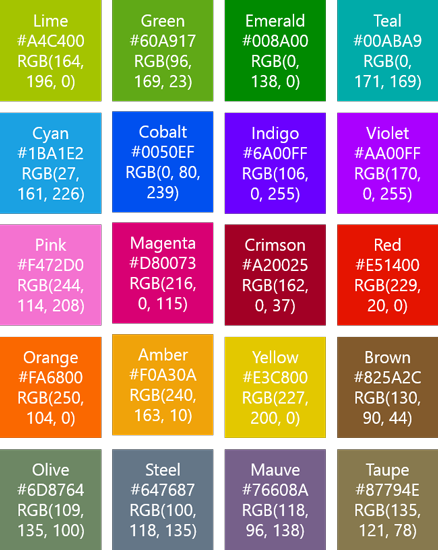 Lime
#A4C400
RGB(164,
196, 0)
Green
#60A917
RGB(96,
169, 23)
Emerald
#008A00
RGB(0,
138, 0)
Teal
#00ABA9
RGB(0,
171, 169)
Cyan
#1BA1E2
RGB(27,
161, 226)
Cobalt
#0050EF
RGB(0, 80,
239)
Indigo
#6A00FF
RGB(106,
0, 255)
Violet
#AA00FF
RGB(170,
0, 255)
Pink
#F472D0
RGB(244,
114, 208)
Magenta
#D80073
RGB(216,
0, 115)
Crimson
#A20025
RGB(162,
0, 37)
Red
#E51400
RGB(229,
20, 0)
Orange
#FA6800
RGB(250,
104, 0)
Amber
#F0A30A
RGB(240,
163, 10)
Yellow
#E3C800
RGB(227,
200, 0)
Brown
#825A2C
RGB(130,
90, 44)
Olive
#6D8764
RGB(109,
135, 100)
Steel
#647687
RGB(100,
118, 135)
Mauve
#76608A
RGB(118,
96, 138)
Taupe
#87794E
RGB(135,
121, 78)